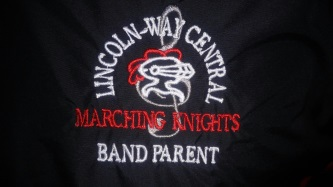 LINCOLN-WAY CENTRAL
MARCHING KNIGHTS
BAND PARENT